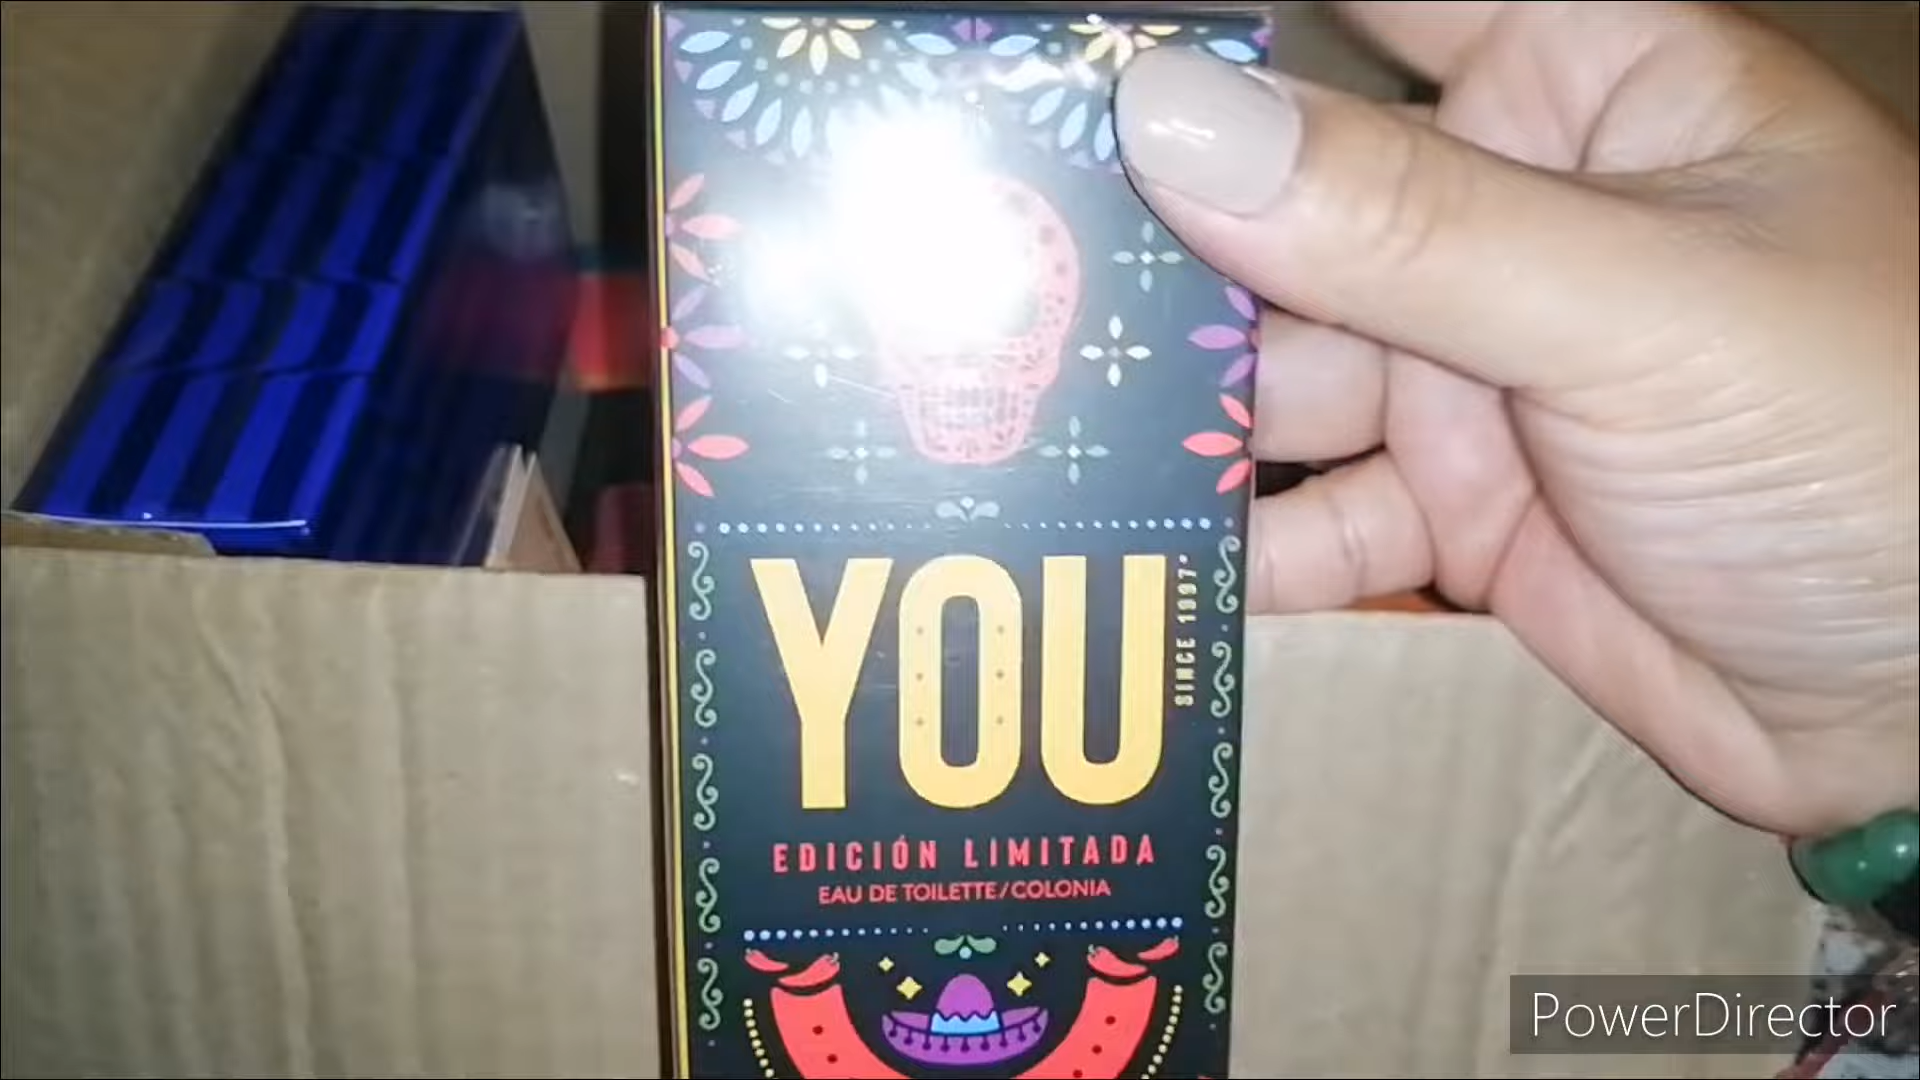 YOU
SINCE 1997*
EDICIÓN LIMITADA
EAU DE TOILETTE/COLONIA
PowerDirector